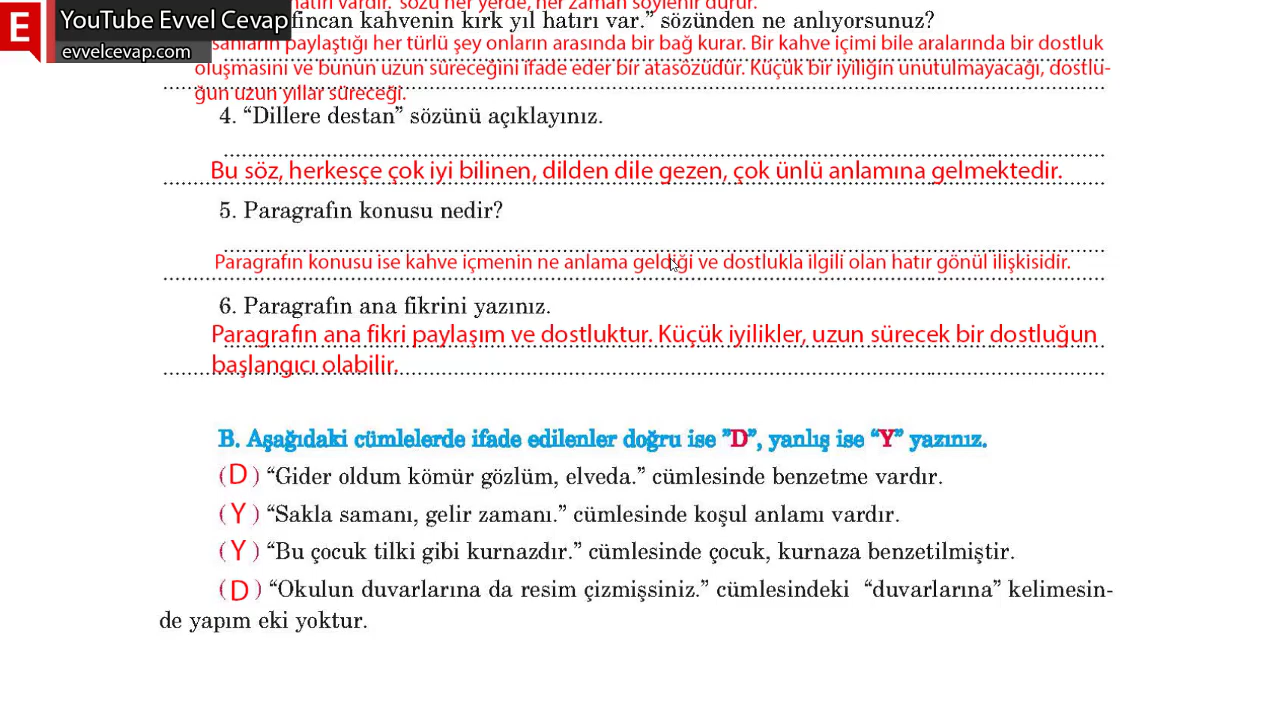 hatırı vardır." sözü her yerde, her zaman söylenir durur.
E YouTube Evvel Cevap
evvelcevap.com
fincan kahvenin kırk yıl hatırı var.” sözünden ne anlıyorsunuz?
sanların paylaştığı her türlü şey onların arasında bir bağ kurar. Bir kahve içimi bile aralarında bir dostluk
oluşmasını ve bunun uzun süreceğini ifade eder bir atasözüdür. Küçük bir iyiliğin unutulmayacağı, dostlu-
ğun uzun yıllar süreceği.
4. “Dillere destan” sözünü açıklayınız.
Bu söz, herkesçe çok iyi bilinen, dilden dile gezen, çok ünlü anlamına gelmektedir.
5. Paragrafın konusu nedir?
Paragrafın konusu ise kahve içmenin ne anlama geldiği ve dostlukla ilgili olan hatır gönül ilişkisidir.
6. Paragrafın ana fikrini yazınız.
Paragrafın ana fikri paylaşım ve dostluktur. Küçük iyilikler, uzun sürecek bir dostluğun
başlangıcı olabilir.
B. Aşağıdaki cümlelerde ifade edilenler doğru ise ”D”, yanlış ise “Y” yazınız.
( D ) “Gider oldum kömür gözlüm, elveda.” cümlesinde benzetme vardır.
( Y ) “Sakla samanı, gelir zamanı.” cümlesinde koşul anlamı vardır.
( Y ) “Bu çocuk tilki gibi kurnazdır.” cümlesinde çocuk, kurnaza benzetilmiştir.
( D ) “Okulun duvarlarına da resim çizmişsiniz.” cümlesindeki “duvarlarına” kelimesin-
de yapım eki yoktur.